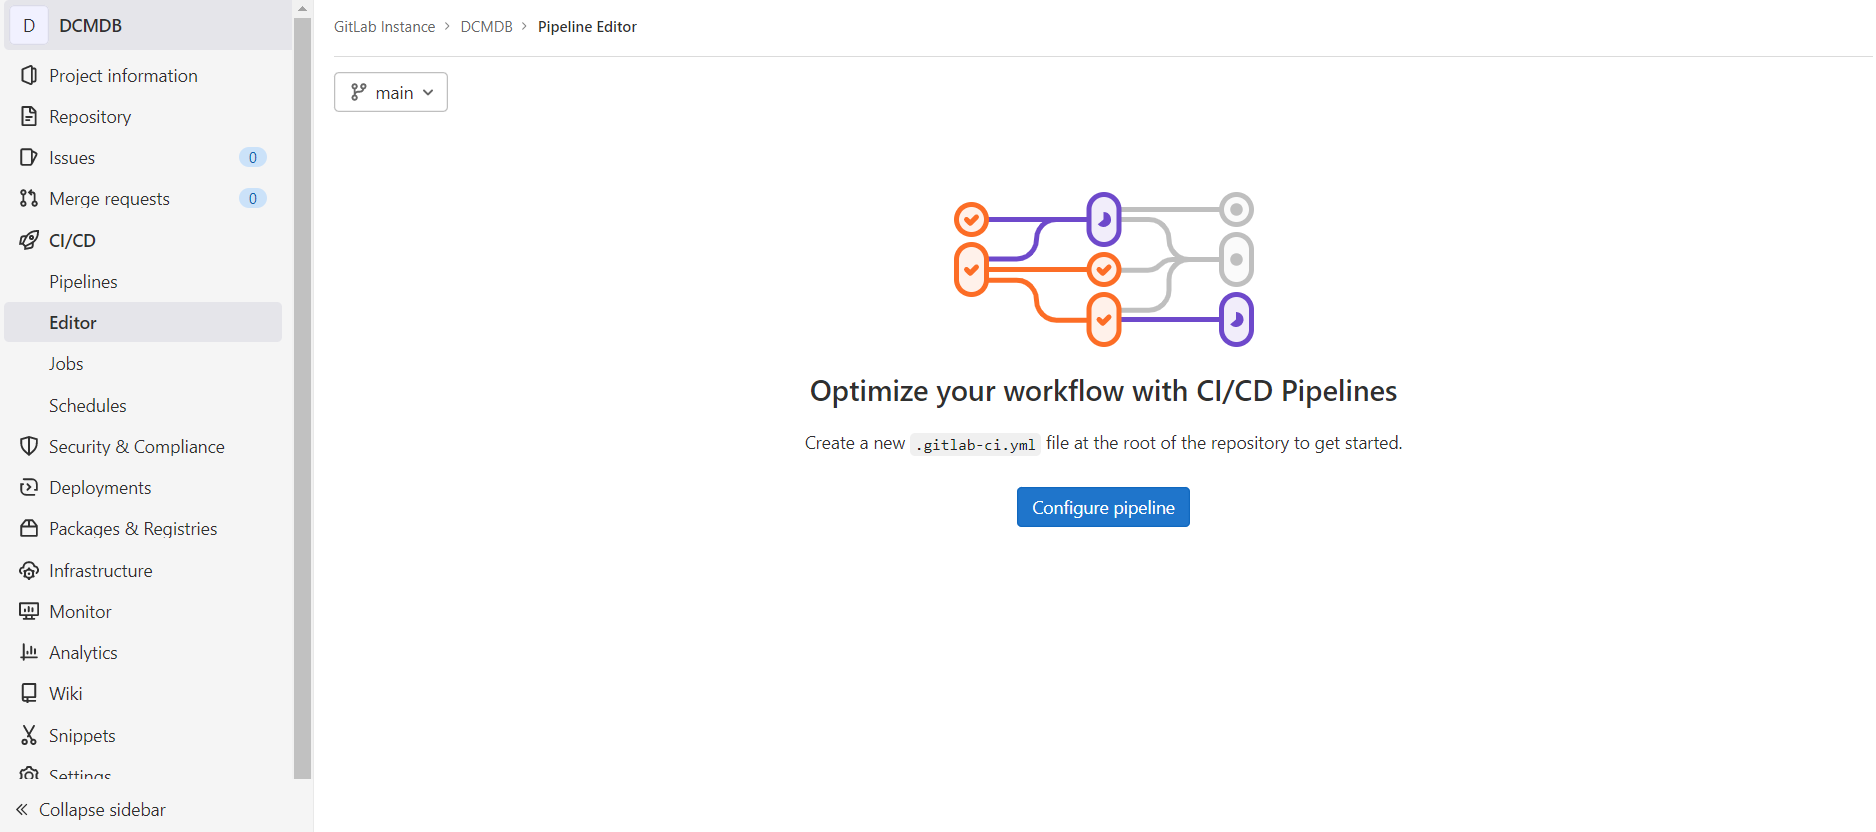 D DCMDB
Project information
Repository
Issues 0
Merge requests 0
CI/CD
Pipelines
Editor
Jobs
Schedules
Security & Compliance
Deployments
Packages & Registries
Infrastructure
Monitor
Analytics
Wiki
Snippets
Settings
Collapse sidebar
GitLab Instance > DCMDB > Pipeline Editor
main
Optimize your workflow with CI/CD Pipelines
Create a new .gitlab-ci.yml file at the root of the repository to get started.
Configure pipeline